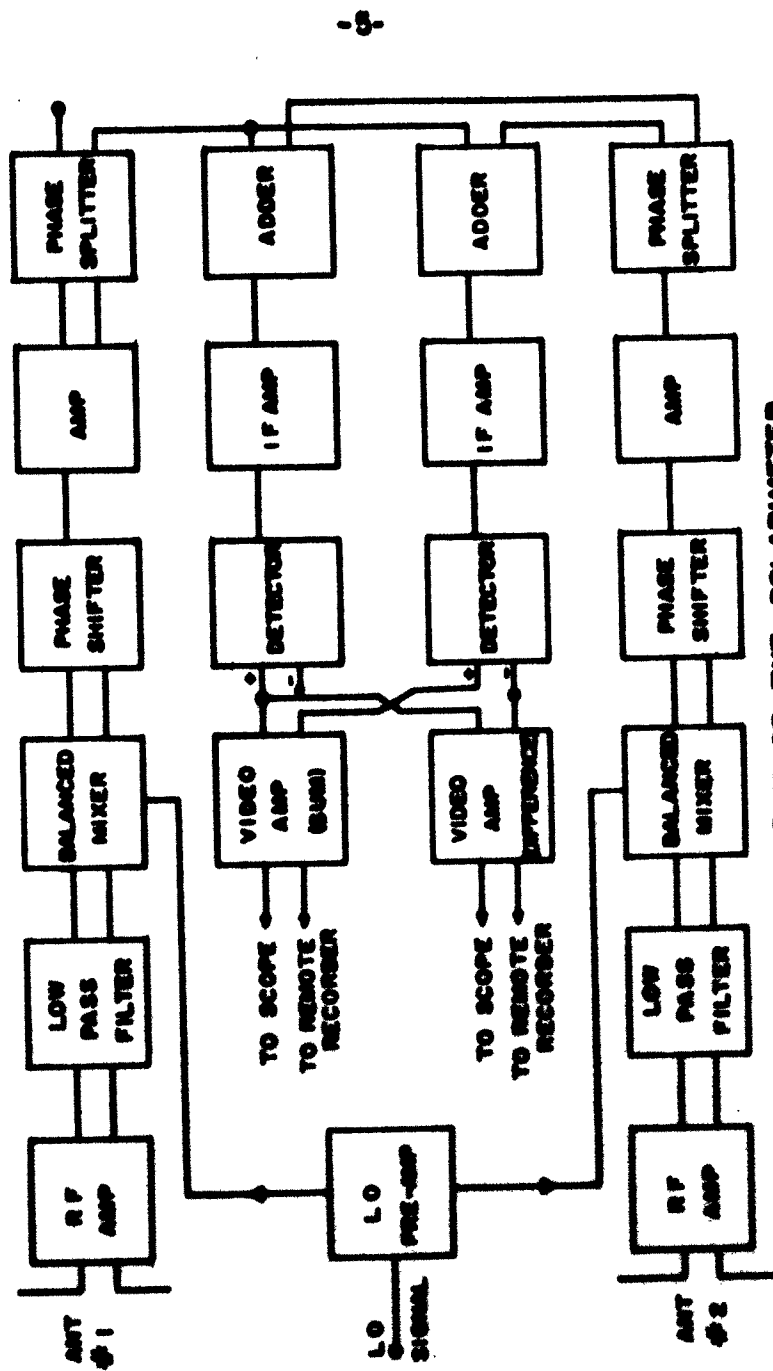 ANT
#1
RF
AMP
LOW
PASS
FILTER
BALANCED
MIXER
PHASE
SHIFTER
AMP
PHASE
SPLITTER
TO SCOPE
TO REMOTE
RECORDER
VIDEO
AMP
(SUM)
+
-
DETECTOR
IF AMP
ADDER
LO
SIGNAL
LO
PRE-AMP
TO SCOPE
TO REMOTE
RECORDER
VIDEO
AMP
(DIFFERENCE)
+
-
DETECTOR
IF AMP
ADDER
ANT
#2
RF
AMP
LOW
PASS
FILTER
BALANCED
MIXER
PHASE
SHIFTER
AMP
PHASE
SPLITTER
OF THE POLARIMETER